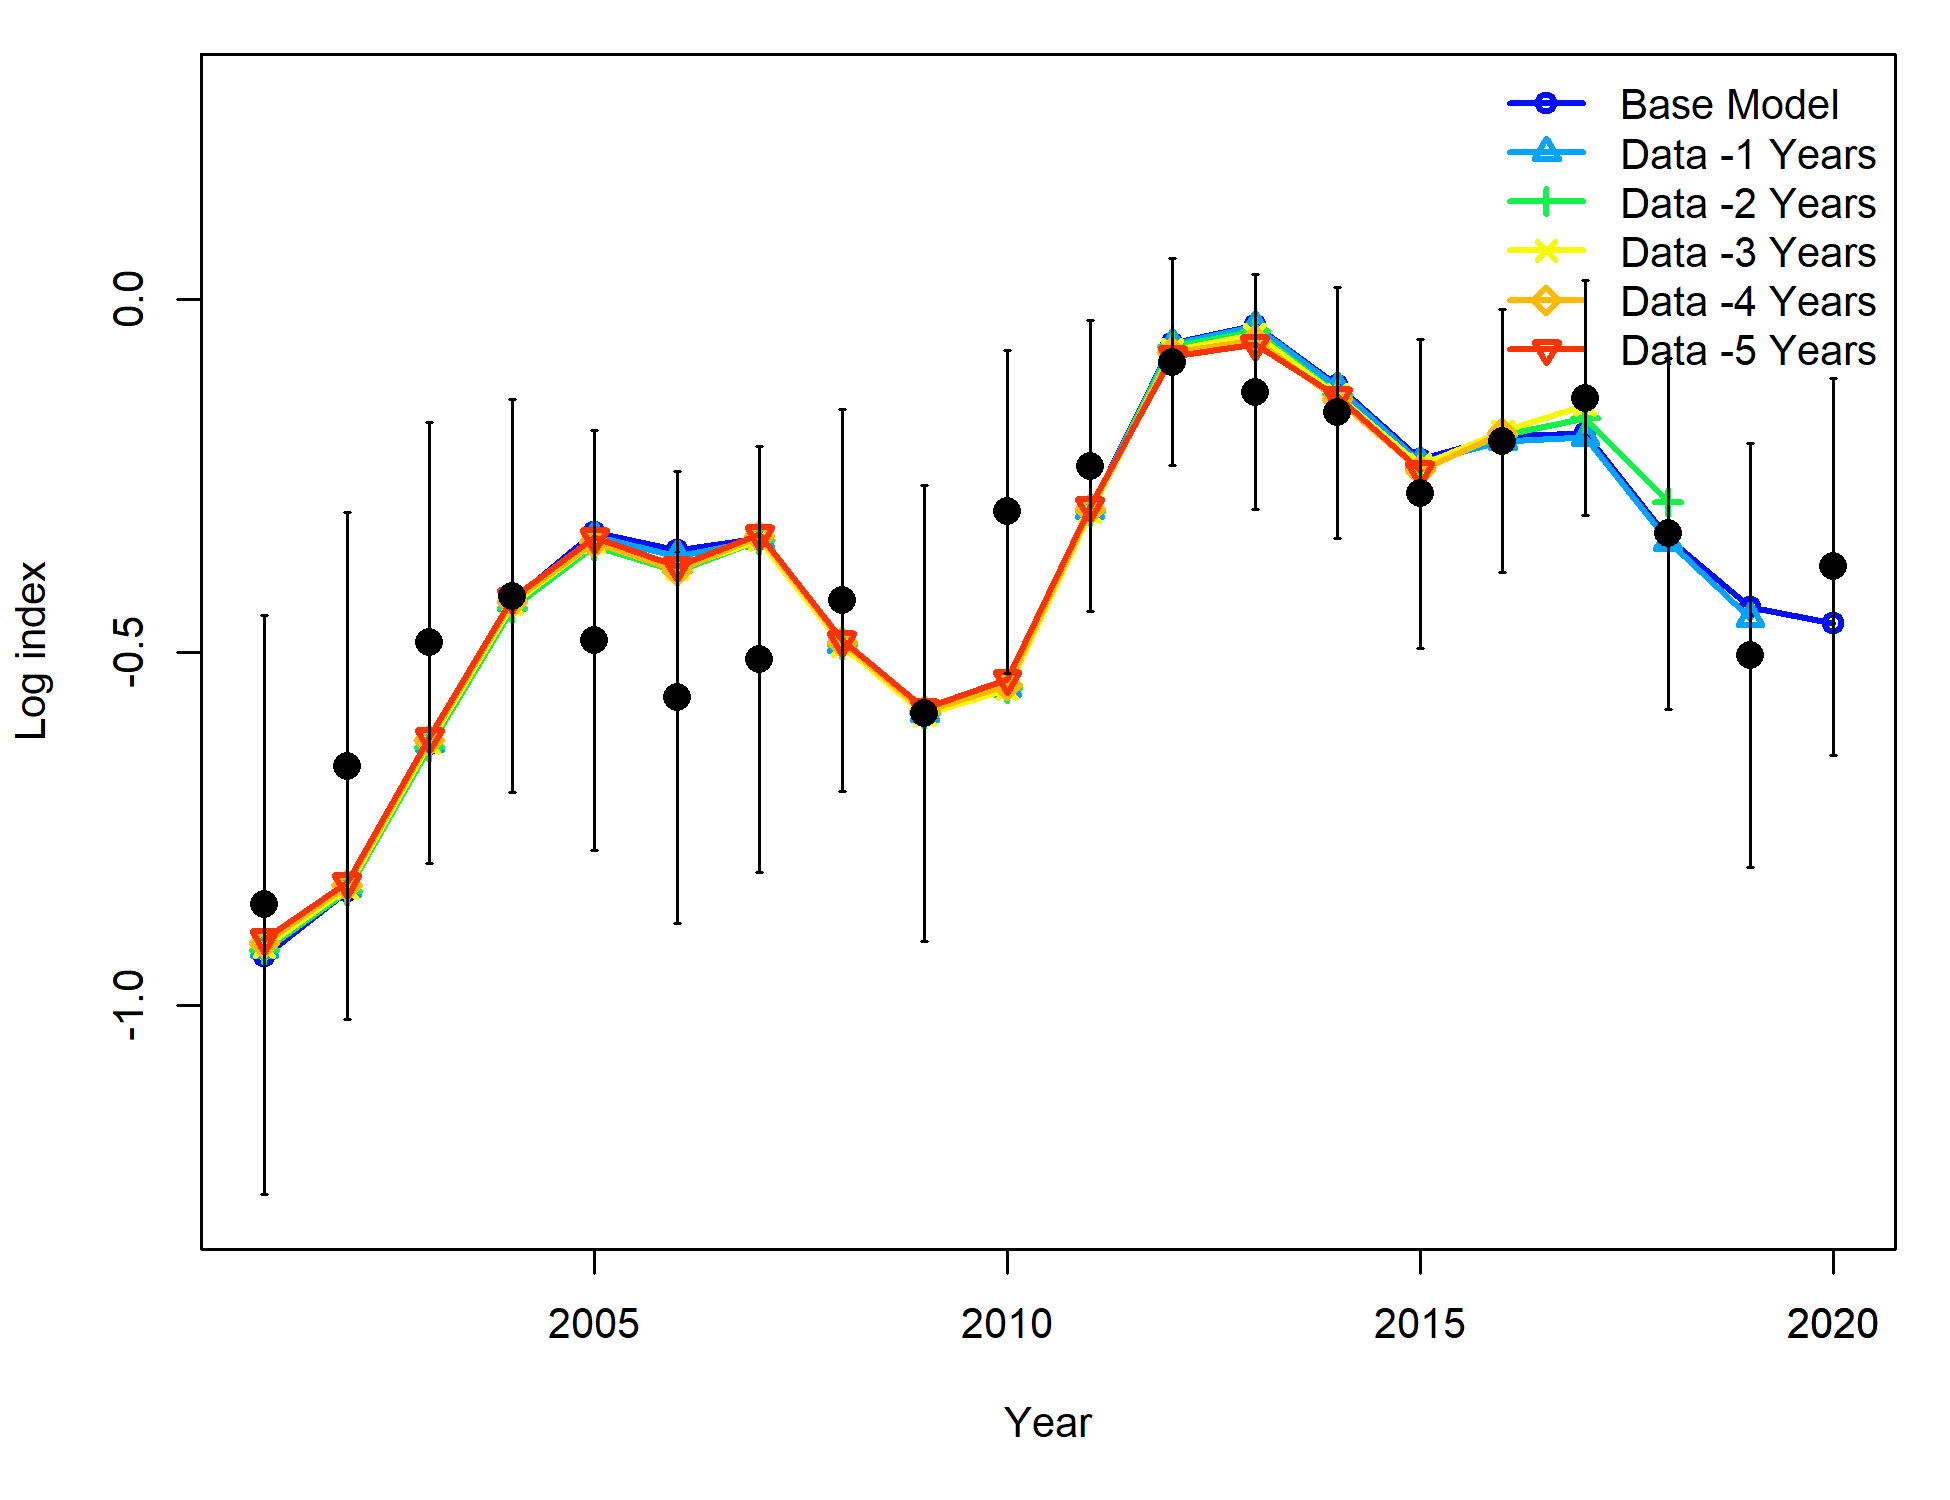 Base Model
Data -1 Years
Data -2 Years
Data -3 Years
Data -4 Years
Data -5 Years
0.0
-0.5
-1.0
Log index
2005
2010
2015
2020
Year